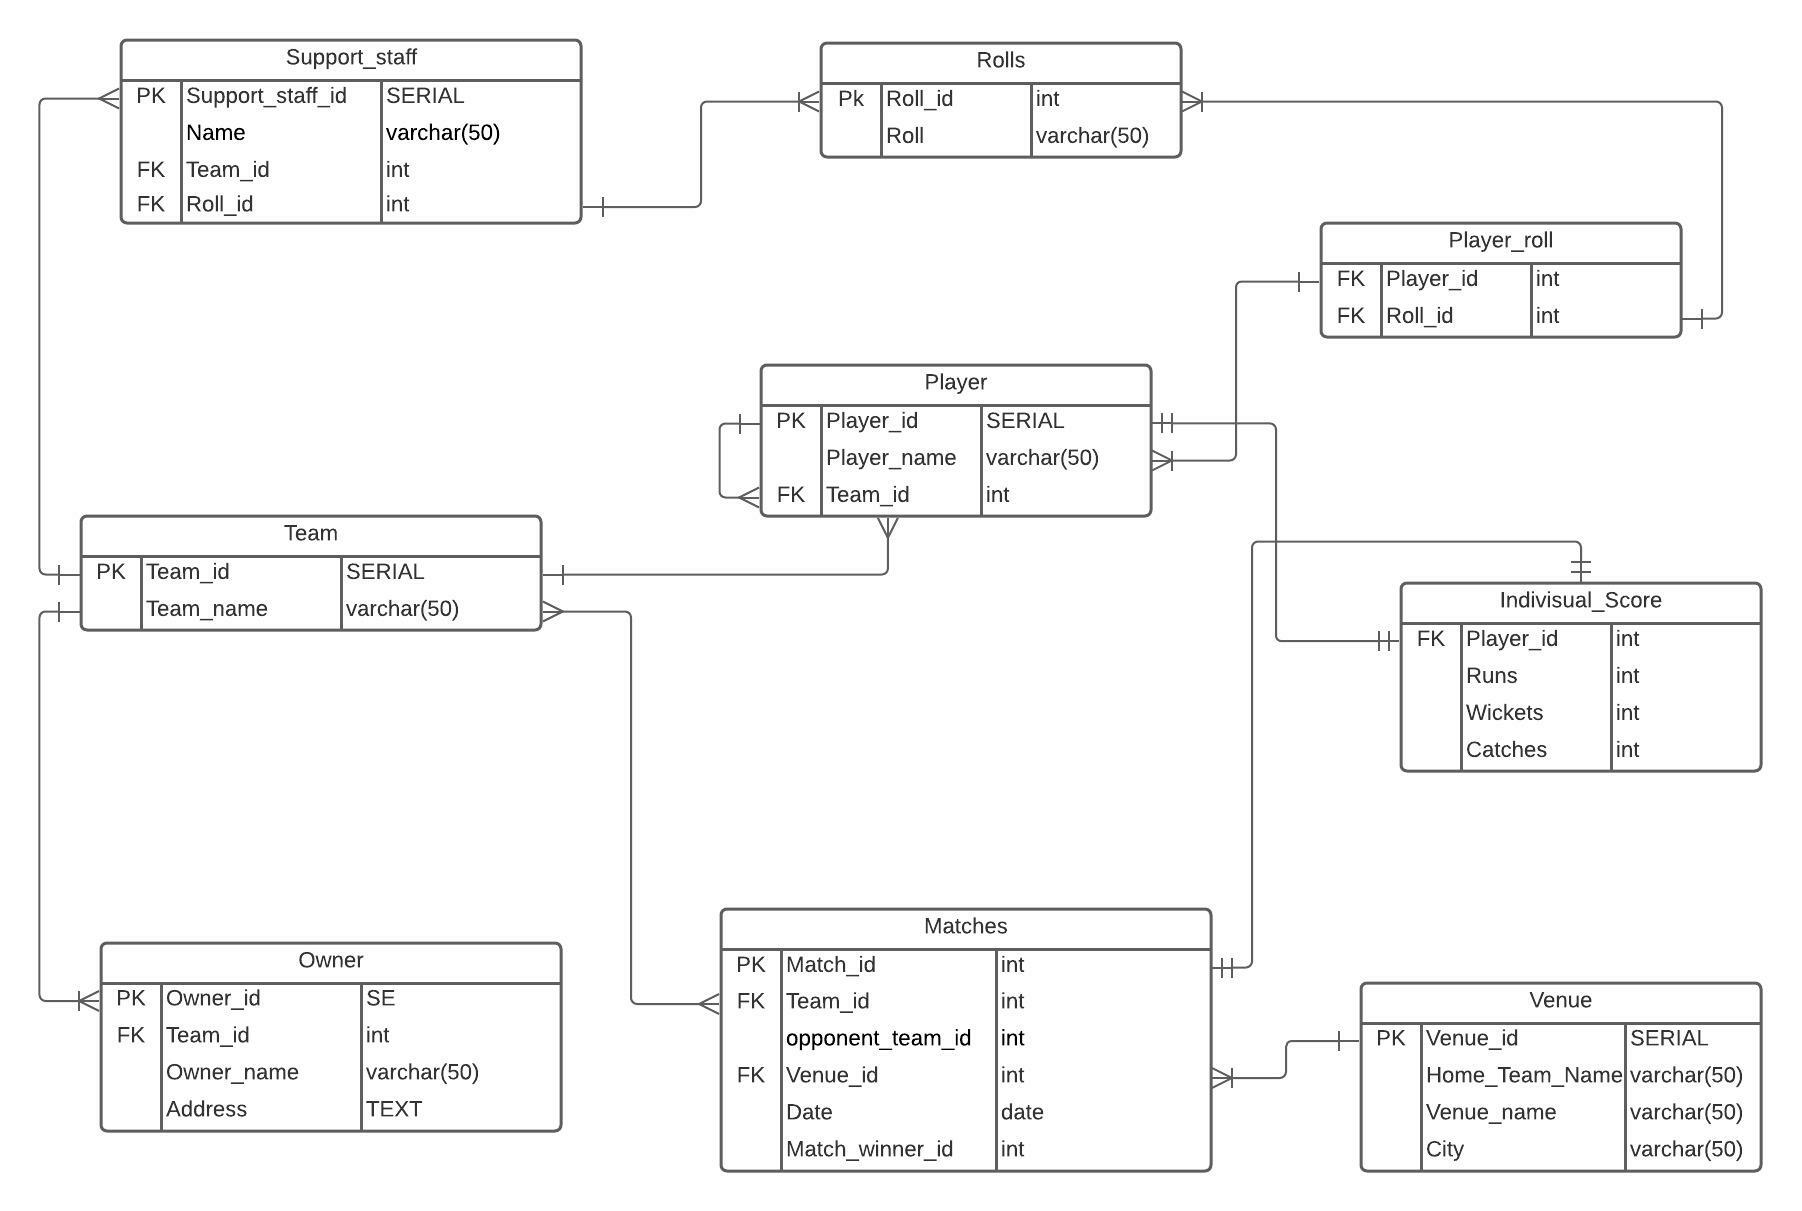 Support_staff
PK Support_staff_id SERIAL
Name varchar(50)
FK Team_id int
FK Roll_id int
Rolls
Pk Roll_id int
Roll varchar(50)
Player_roll
FK Player_id int
FK Roll_id int
Player
PK Player_id SERIAL
Player_name varchar(50)
FK Team_id int
Team
PK Team_id SERIAL
Team_name varchar(50)
Indivisual_Score
FK Player_id int
Runs int
Wickets int
Catches int
Owner
PK Owner_id SE
FK Team_id int
Owner_name varchar(50)
Address TEXT
Matches
PK Match_id int
FK Team_id int
opponent_team_id int
FK Venue_id int
Date date
Match_winner_id int
Venue
PK Venue_id SERIAL
Home_Team_Name varchar(50)
Venue_name varchar(50)
City varchar(50)